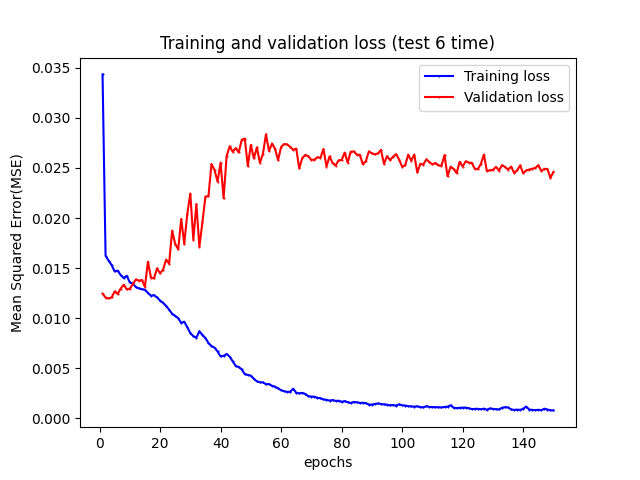 Training and validation loss (test 6 time)
Training loss
Validation loss
Mean Squared Error(MSE)
0.035
0.030
0.025
0.020
0.015
0.010
0.005
0.000
0 20 40 60 80 100 120 140
epochs